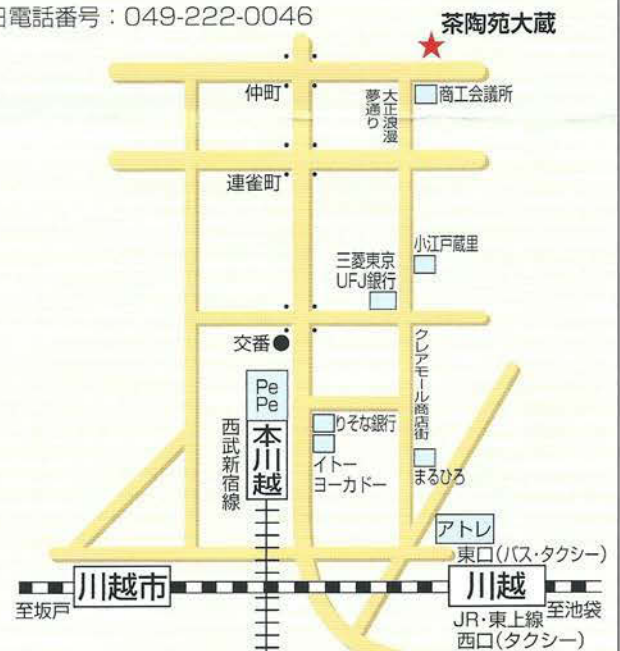 電話番号：049-222-0046
茶陶苑大蔵
仲町
大正浪漫
夢通り
商工会議所
連雀町
小江戸蔵里
三菱東京
UFJ銀行
交番
クレアモール商店街
Pe
Pe
本川越
西武新宿線
りそな銀行
イトー
ヨーカドー
まるひろ
アトレ
東口（バス・タクシー）
川越市
川越
至坂戸
至池袋
JR・東上線
西口（タクシー）